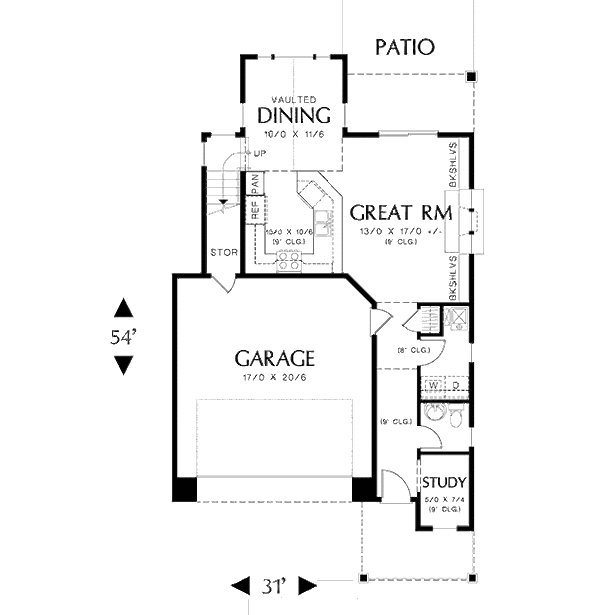 PATIO
VAULTED
DINING
10/0 X 11/6
UP
BKSHLVS
PAN
REF
GREAT RM
13/0 X 17/0 +/-
(9' CLG.)
10/0 X 10/6
(9' CLG.)
STOR
BKSHLVS
54'
GARAGE
17/0 X 20/6
(8' CLG.)
W
D
(9' CLG.)
STUDY
5/0 X 7/4
(9' CLG.)
31'